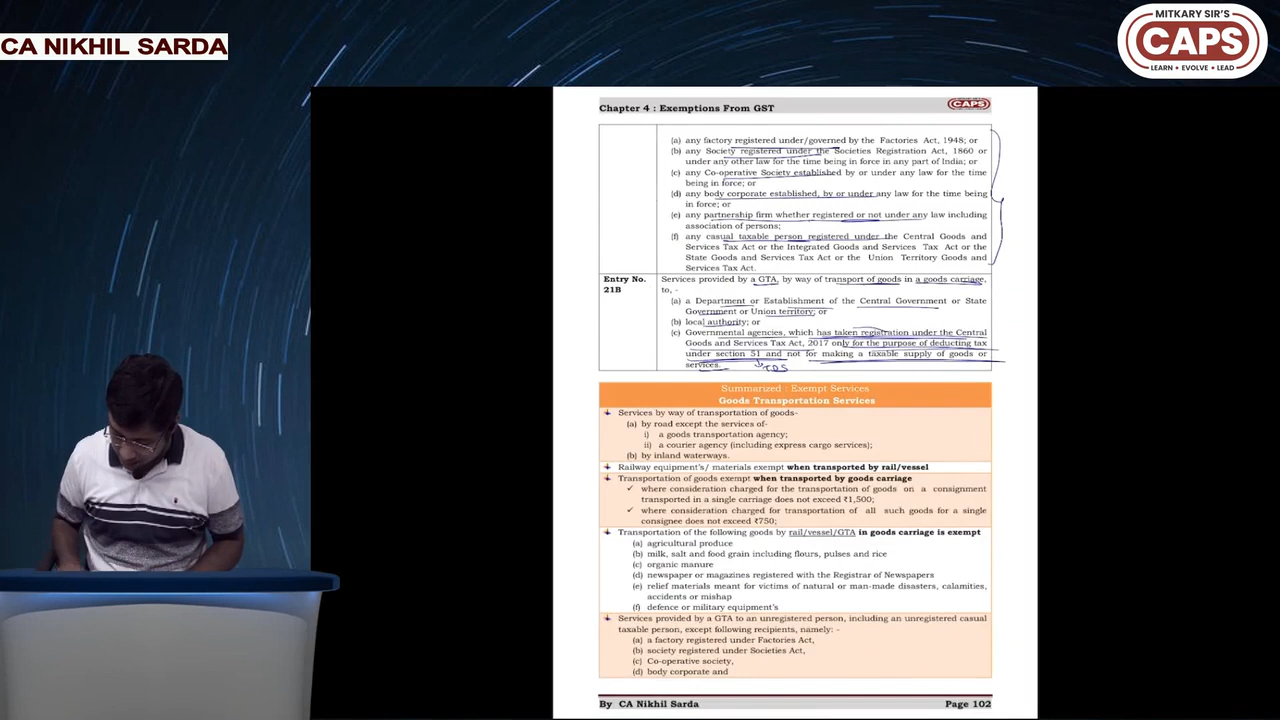 CA NIKHIL SARDA
MITKARY SIR'S
CAPS
LEARN • EVOLVE • LEAD
Chapter 4 : Exemptions From GST
CAPS
(a) any factory registered under/governed by the Factories Act, 1948; or
(b) any Society registered under the Societies Registration Act, 1860 or
under any other law for the time being in force in any part of India; or
(c) any Co-operative Society established by or under any law for the time
being in force; or
(d) any body corporate established, by or under any law for the time being
in force; or
(e) any partnership firm whether registered or not under any law including
association of persons;
(f) any casual taxable person registered under the Central Goods and
Services Tax Act or the Integrated Goods and Services Tax Act or the
State Goods and Services Tax Act or the Union Territory Goods and
Services Tax Act.
Entry No. 21B
Services provided by a GTA, by way of transport of goods in a goods carriage,
to, -
(a) a Department or Establishment of the Central Government or State
Government or Union territory; or
(b) local authority; or
(c) Governmental agencies, which has taken registration under the Central
Goods and Services Tax Act, 2017 only for the purpose of deducting tax
under section 51 and not for making a taxable supply of goods or
services.
TDS
Summarized : Exempt Services
Goods Transportation Services
Services by way of transportation of goods-
(a) by road except the services of-
i) a goods transportation agency;
ii) a courier agency (including express cargo services);
(b) by inland waterways.
Railway equipment's/ materials exempt when transported by rail/vessel
Transportation of goods exempt when transported by goods carriage
✓ where consideration charged for the transportation of goods on a consignment
transported in a single carriage does not exceed ₹1,500;
✓ where consideration charged for transportation of all such goods for a single
consignee does not exceed ₹750;
Transportation of the following goods by rail/vessel/GTA in goods carriage is exempt
(a) agricultural produce
(b) milk, salt and food grain including flours, pulses and rice
(c) organic manure
(d) newspaper or magazines registered with the Registrar of Newspapers
(e) relief materials meant for victims of natural or man-made disasters, calamities,
accidents or mishap
(f) defence or military equipment's
Services provided by a GTA to an unregistered person, including an unregistered casual
taxable person, except following recipients, namely: -
(a) a factory registered under Factories Act,
(b) society registered under Societies Act,
(c) Co-operative society,
(d) body corporate and
By CA Nikhil Sarda
Page 102